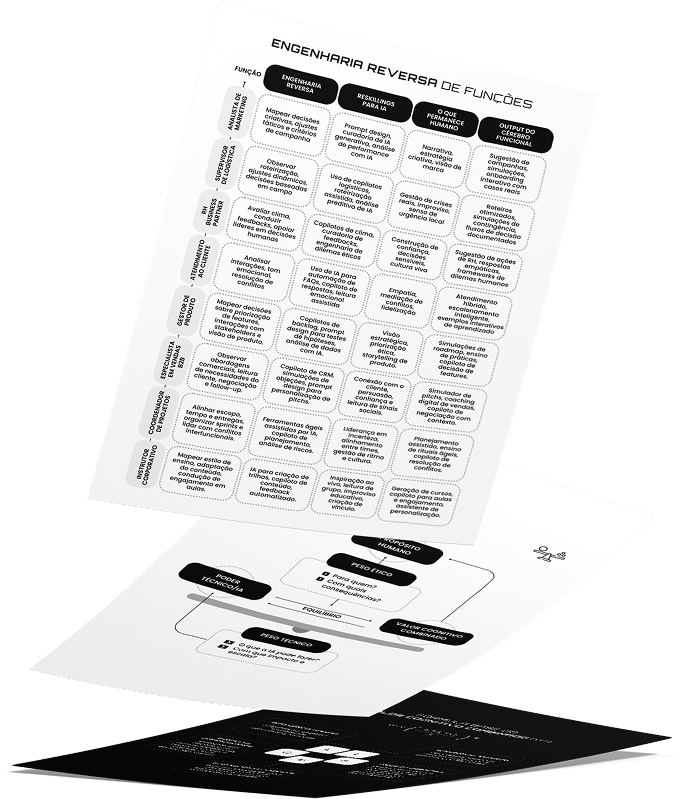 ENGENHARIA REVERSA DE FUNÇÕES
FUNÇÃO
ENGENHARIA
REVERSA
RESKILLINGS
PARA IA
O QUE
PERMANECE
HUMANO
OUTPUT DO
CÉREBRO
FUNCIONAL
ANALISTA DE
MARKETING
Mapear decisões
criativas, ajustes
táticos e critérios
de campanha
Prompt design,
curadoria de IA
generativa, análise
de performance
com IA
Narrativa,
estratégia
criativa, visão de
marca
Sugestão de
campanhas,
simulações,
onboarding
interativo com
casos reais
SUPERVISOR
DE LOGÍSTICA
Observar
roteirização,
ajustes dinâmicos,
decisões baseadas
em campo
Uso de copilotos
logísticos,
roteirização
assistida, análise
preditiva de IA
Gestão de crises
reais, improviso,
senso de
urgência local
Roteiros
otimizados,
simulações de
contingência,
fluxos de decisão
documentados
RH
BUSINESS
PARTNER
Avaliar clima,
conduzir
feedbacks, apoiar
líderes em decisões
humanas
Copilotos de clima,
curadoria de
feedbacks,
engenharia de
dilemas éticos
Construção de
confiança,
decisões
sensíveis,
cultura viva
Sugestão de ações
de RH, respostas
empáticas,
frameworks de
dilemas humanos
ATENDIMENTO
AO CLIENTE
Analisar
interações, tom
emocional,
resolução de
conflitos
Uso de IA para
automação de
FAQs, copiloto de
respostas, leitura
emocional
assistida
Empatia,
mediação de
conflitos,
fidelização
Atendimento
híbrido,
escalonamento
inteligente,
exemplos interativos
de aprendizado
GESTOR DE
PRODUTO
Mapear decisões
sobre priorização
de features,
interações com
stakeholders e
visão de produto.
Copilotos de
backlog, prompt
design para testes
de hipóteses,
análise de dados
com IA.
Visão
estratégica,
priorização
ética,
storytelling de
produto.
Simulações de
roadmap, ensino
de práticas,
copiloto de
decisão de
features.
ESPECIALISTA
EM VENDAS
B2B
Observar
abordagens
comerciais, leitura
de necessidades do
cliente, negociação
e follow-up.
Copiloto de CRM,
simulações de
objeções, prompt
design para
personalização de
pitchs.
Conexão com o
cliente,
persuasão,
confiança e
leitura de sinais
sociais.
Simulador de
pitchs, coaching
digital de vendas,
copiloto de
negociação com
contexto.
COORDENADOR
DE PROJETOS
Alinhar escopo,
tempo e entregas,
organizar sprints e
lidar com conflitos
interfuncionais.
Ferramentas ágeis
assistidas por IA,
copiloto de
planejamento,
análise de riscos.
Liderança em
incerteza,
alinhamento
entre times,
gestão de ritmo
e cultura.
Planejamento
assistido, ensino
de rituais ágeis,
copiloto de
resolução de
conflitos.
INSTRUTOR
CORPORATIVO
Mapear estilo de
ensino, adaptação
do conteúdo,
condução de
engajamento em
aulas.
IA para criação de
trilhas, copiloto de
conteúdo,
feedback
automatizado.
Inspiração ao
vivo, leitura de
grupo, improviso
educativo,
criação de
vínculo.
Geração de cursos,
copiloto para aulas
e engajamento,
assistente de
personalização.
PROPÓSITO
HUMANO
PESO ÉTICO
Para quem?
Com quais
consequências?
PODER
TÉCNICO/IA
EQUILÍBRIO
VALOR COGNITIVO
COMBINADO
PESO TÉCNICO
O que a IA pode fazer?
Com que impacto e
escala?